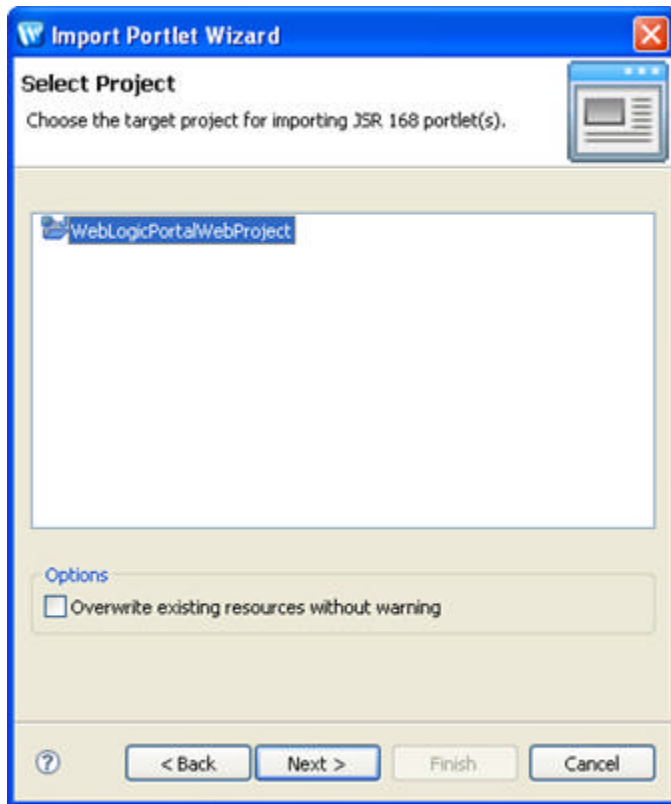 Import Portlet Wizard
Select Project
Choose the target project for importing JSR 168 portlet(s).
WebLogicPortalWebProject
Options
Overwrite existing resources without warning
? < Back Next > Finish Cancel